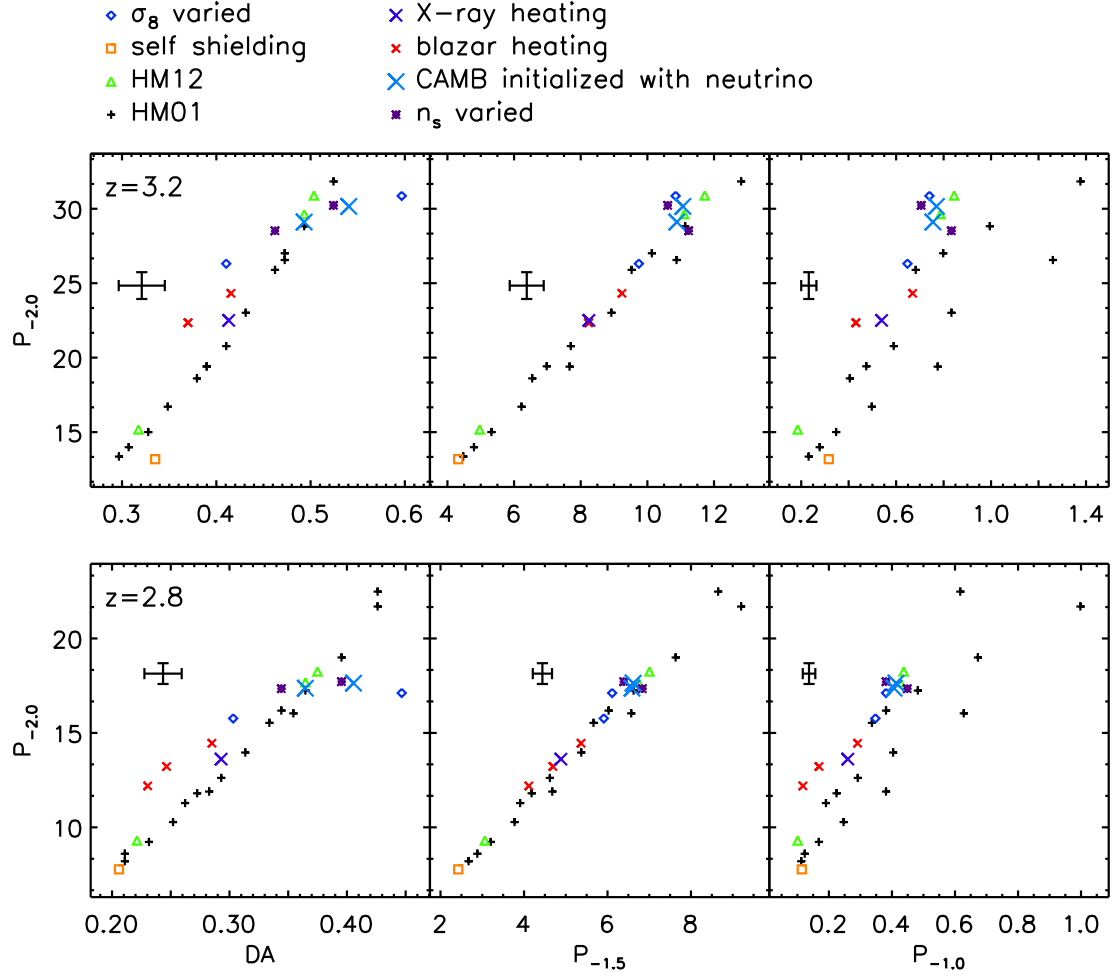 σ8 varied
self shielding
HM12
HM01
X-ray heating
blazar heating
CAMB initialized with neutrino
ns varied
z=3.2
P-2.0
30
25
20
15
0.3 0.4 0.5 0.6
4 6 8 10 12
0.2 0.6 1.0 1.4
z=2.8
P-2.0
20
15
10
0.20 0.30 0.40
2 4 6 8
0.2 0.4 0.6 0.8 1.0
DA
P-1.5
P-1.0